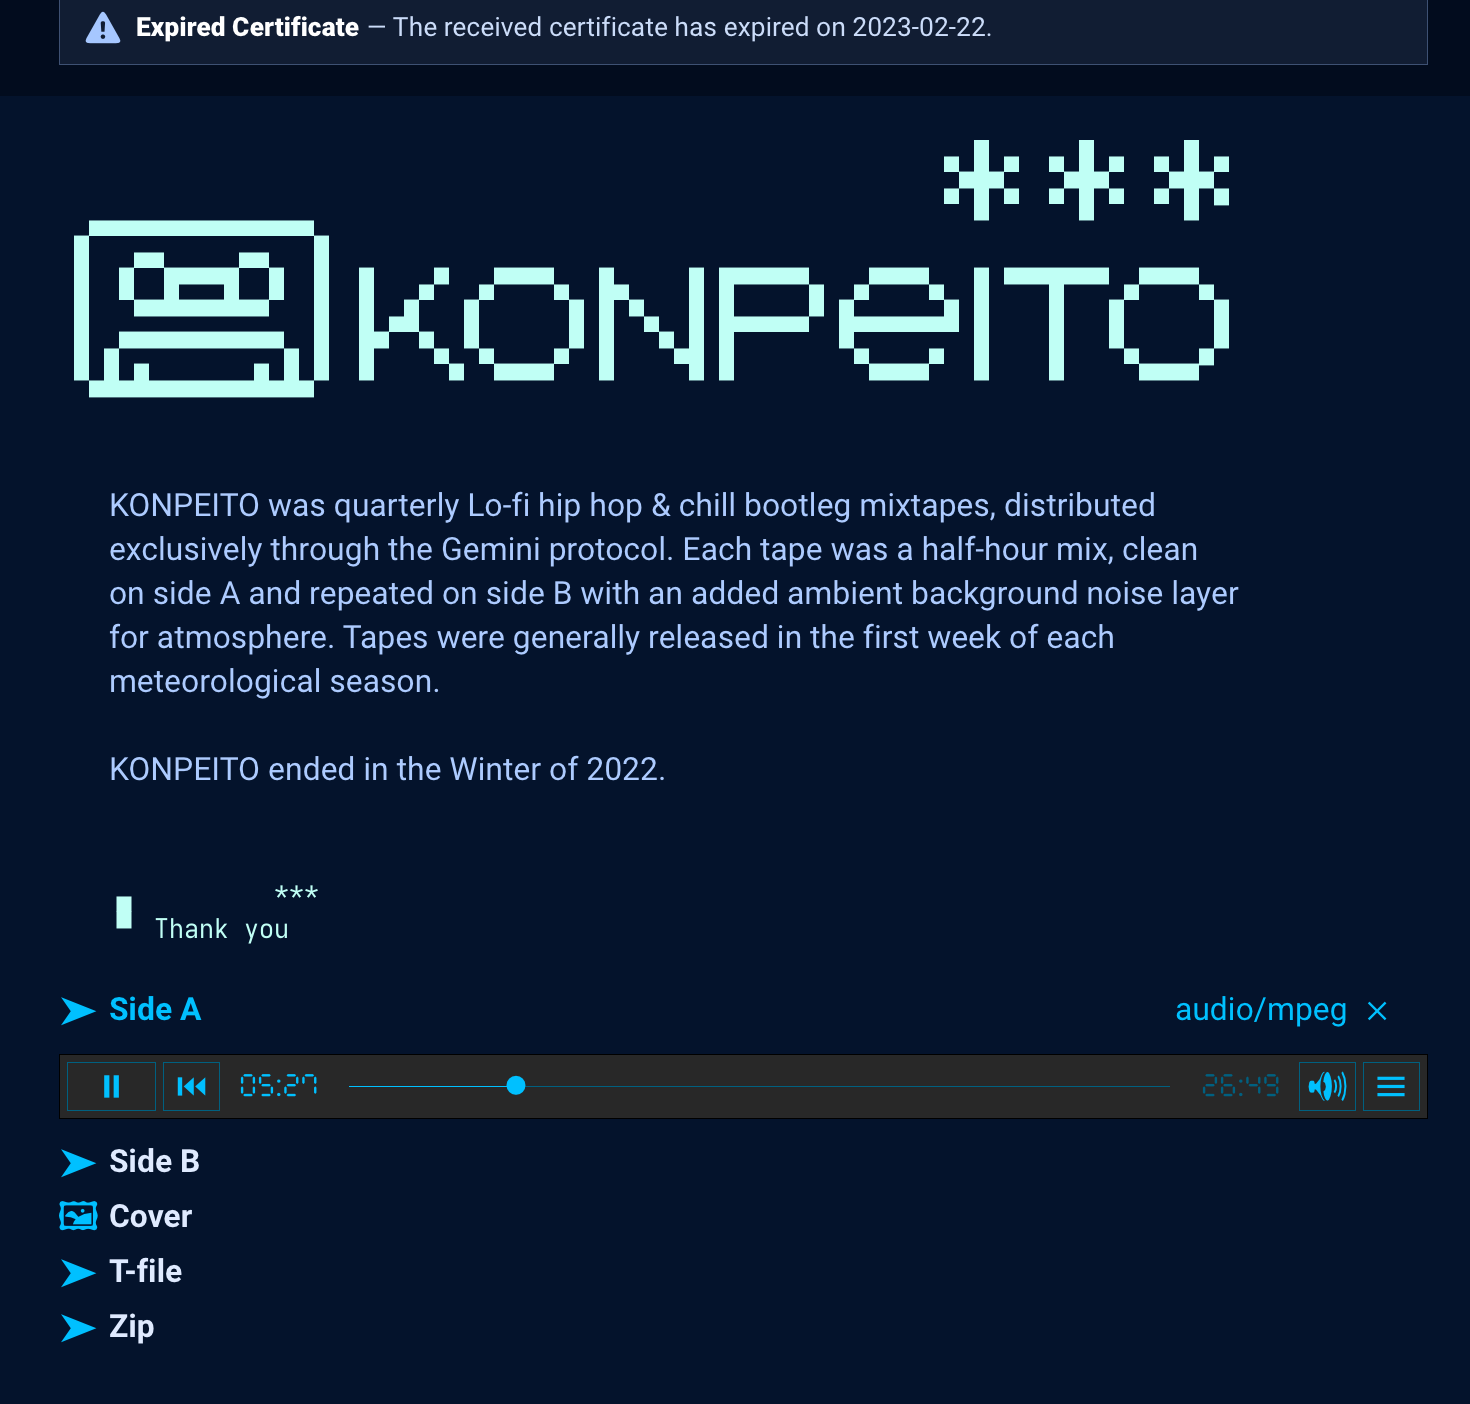 Expired Certificate — The received certificate has expired on 2023-02-22.
***
KONPeITO
KONPEITO was quarterly Lo-fi hip hop & chill bootleg mixtapes, distributed
exclusively through the Gemini protocol. Each tape was a half-hour mix, clean
on side A and repeated on side B with an added ambient background noise layer
for atmosphere. Tapes were generally released in the first week of each
meteorological season.
KONPEITO ended in the Winter of 2022.
***
Thank you
Side A audio/mpeg ×
05:27 26:49
Side B
Cover
T-file
Zip